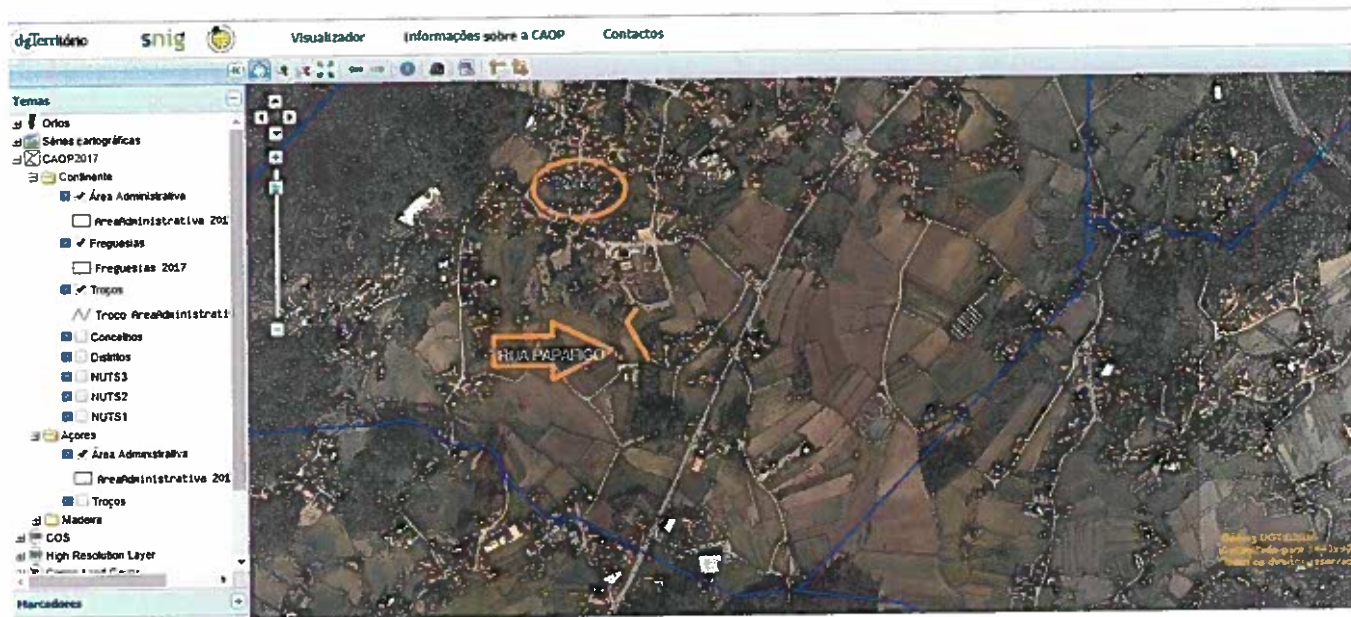 dgTerritório snig Visualizador Informações sobre a CAOP Contactos
Temas
Ortos
Séries cartográficas
CAOP2017
Continente
Área Administrativa
AreaAdministrativa 201
Freguesias
Freguesias 2017
Troços
Troco AreaAdministrati
Concelhos
Distritos
NUTS3
NUTS2
NUTS1
Açores
Área Administrativa
AreaAdministrativa 201
Troços
Madeira
COS
High Resolution Layer
Marcadores
RUA PAPARIGO